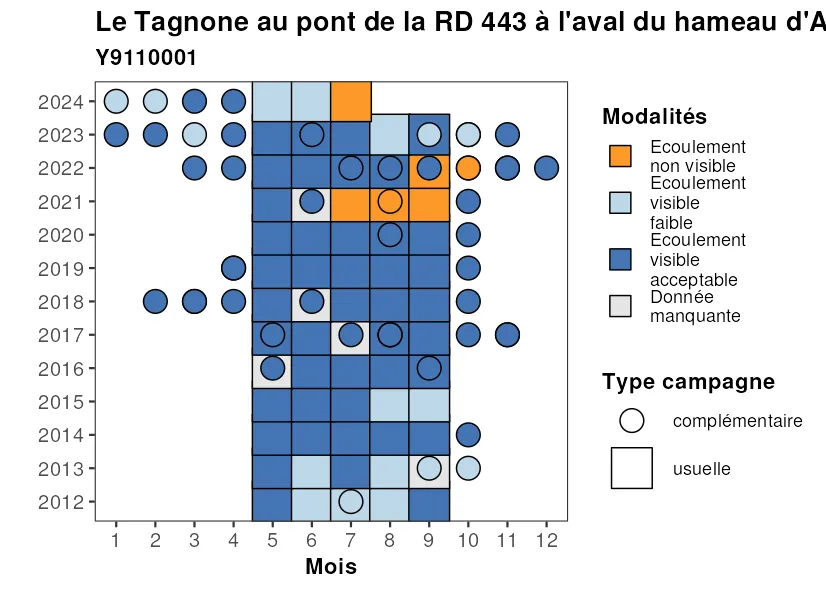 Le Tagnone au pont de la RD 443 à l'aval du hameau d'A
Y9110001
2024
2023
2022
2021
2020
2019
2018
2017
2016
2015
2014
2013
2012
1 2 3 4 5 6 7 8 9 10 11 12
Mois
Modalités
Ecoulement
non visible
Ecoulement
visible
faible
Ecoulement
visible
acceptable
Donnée
manquante
Type campagne
complémentaire
usuelle